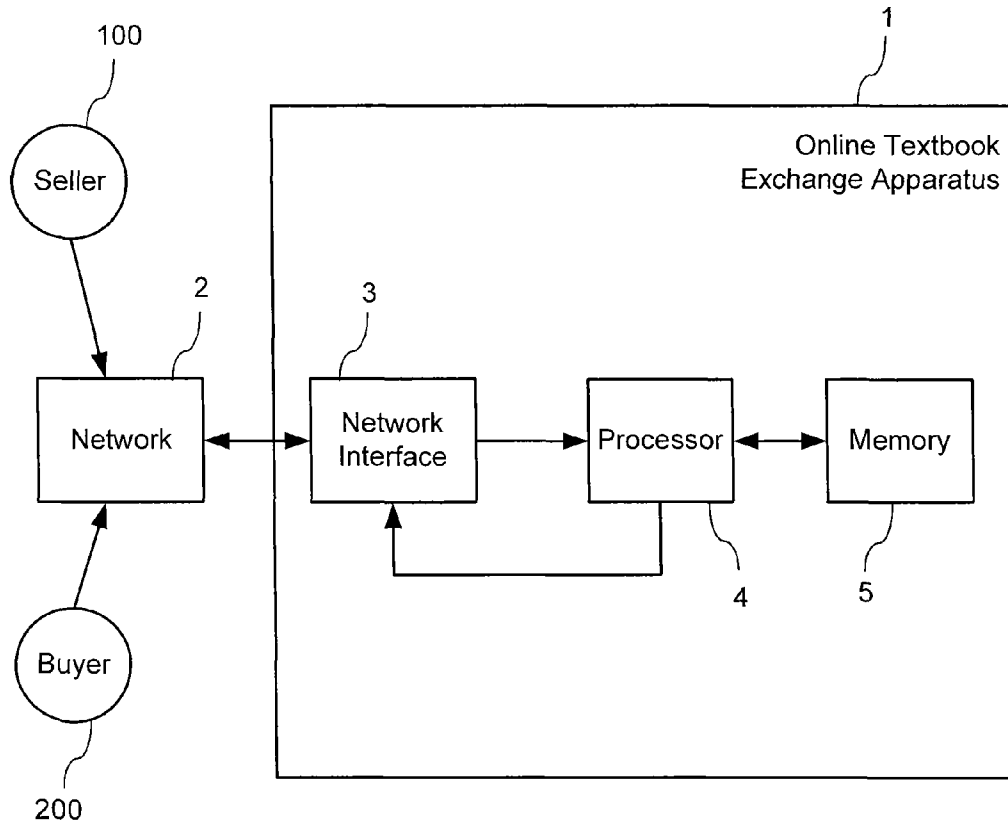 100
1
Online Textbook
Exchange Apparatus
Seller
2
3
Network
Network
Interface
Processor
Memory
4
5
Buyer
200